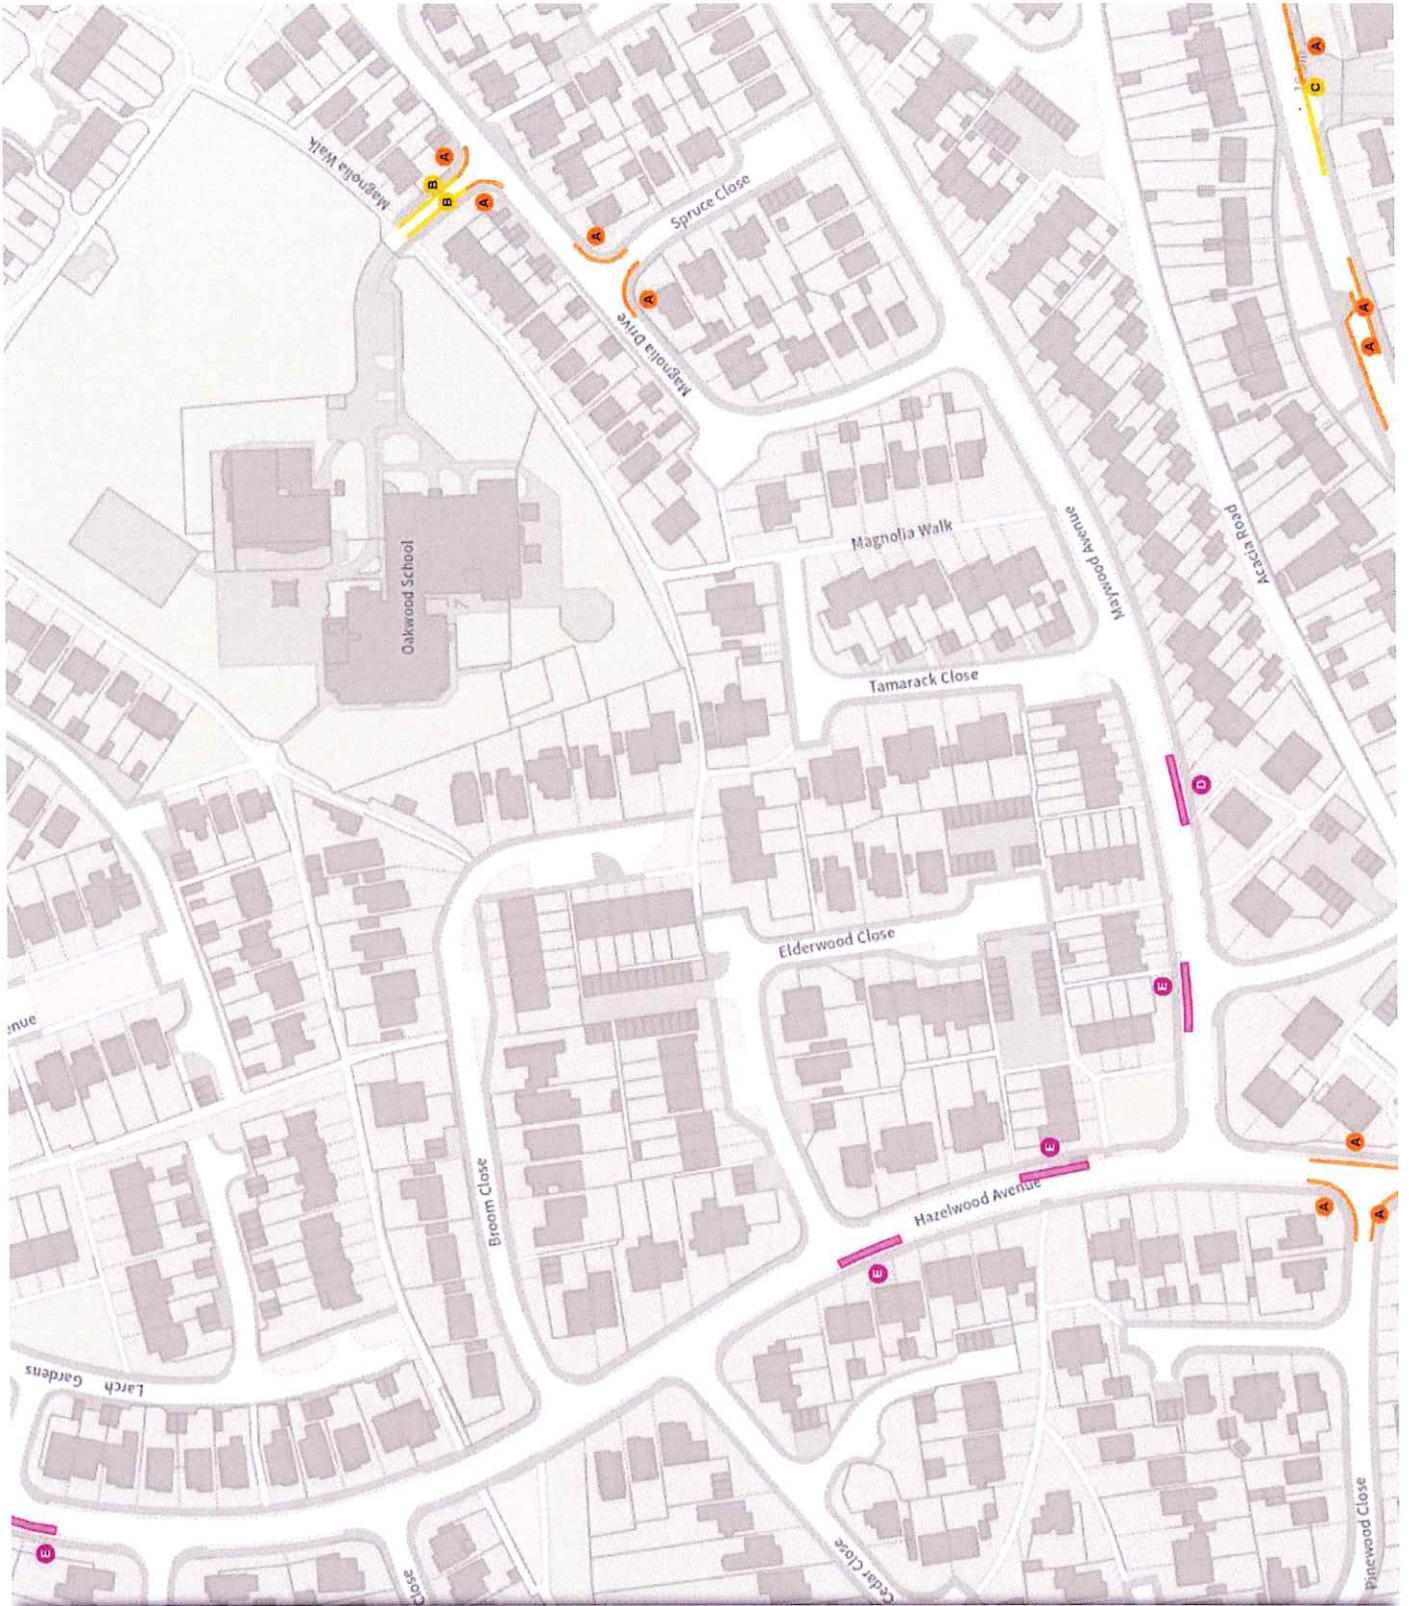 A
C
Magnolia Walk
A
B
B
A
Spruce Close
A
A
Magnolia Drive
A
A
Oakwood School
Magnolia Walk
Maywood Avenue
Acacia Road
Tamarack Close
D
Elderwood Close
E
enue
Broom Close
E
A
Hazelwood Avenue
A
A
E
Larch Gardens
Pinewood Close
E
Cedar Close
Close